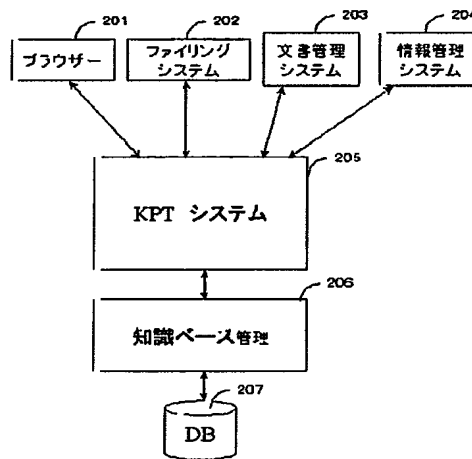 201
202
203
204
ブラウザー
ファイリング
システム
文書管理
システム
情報管理
システム
205
KPT システム
206
知識ベース管理
207
DB